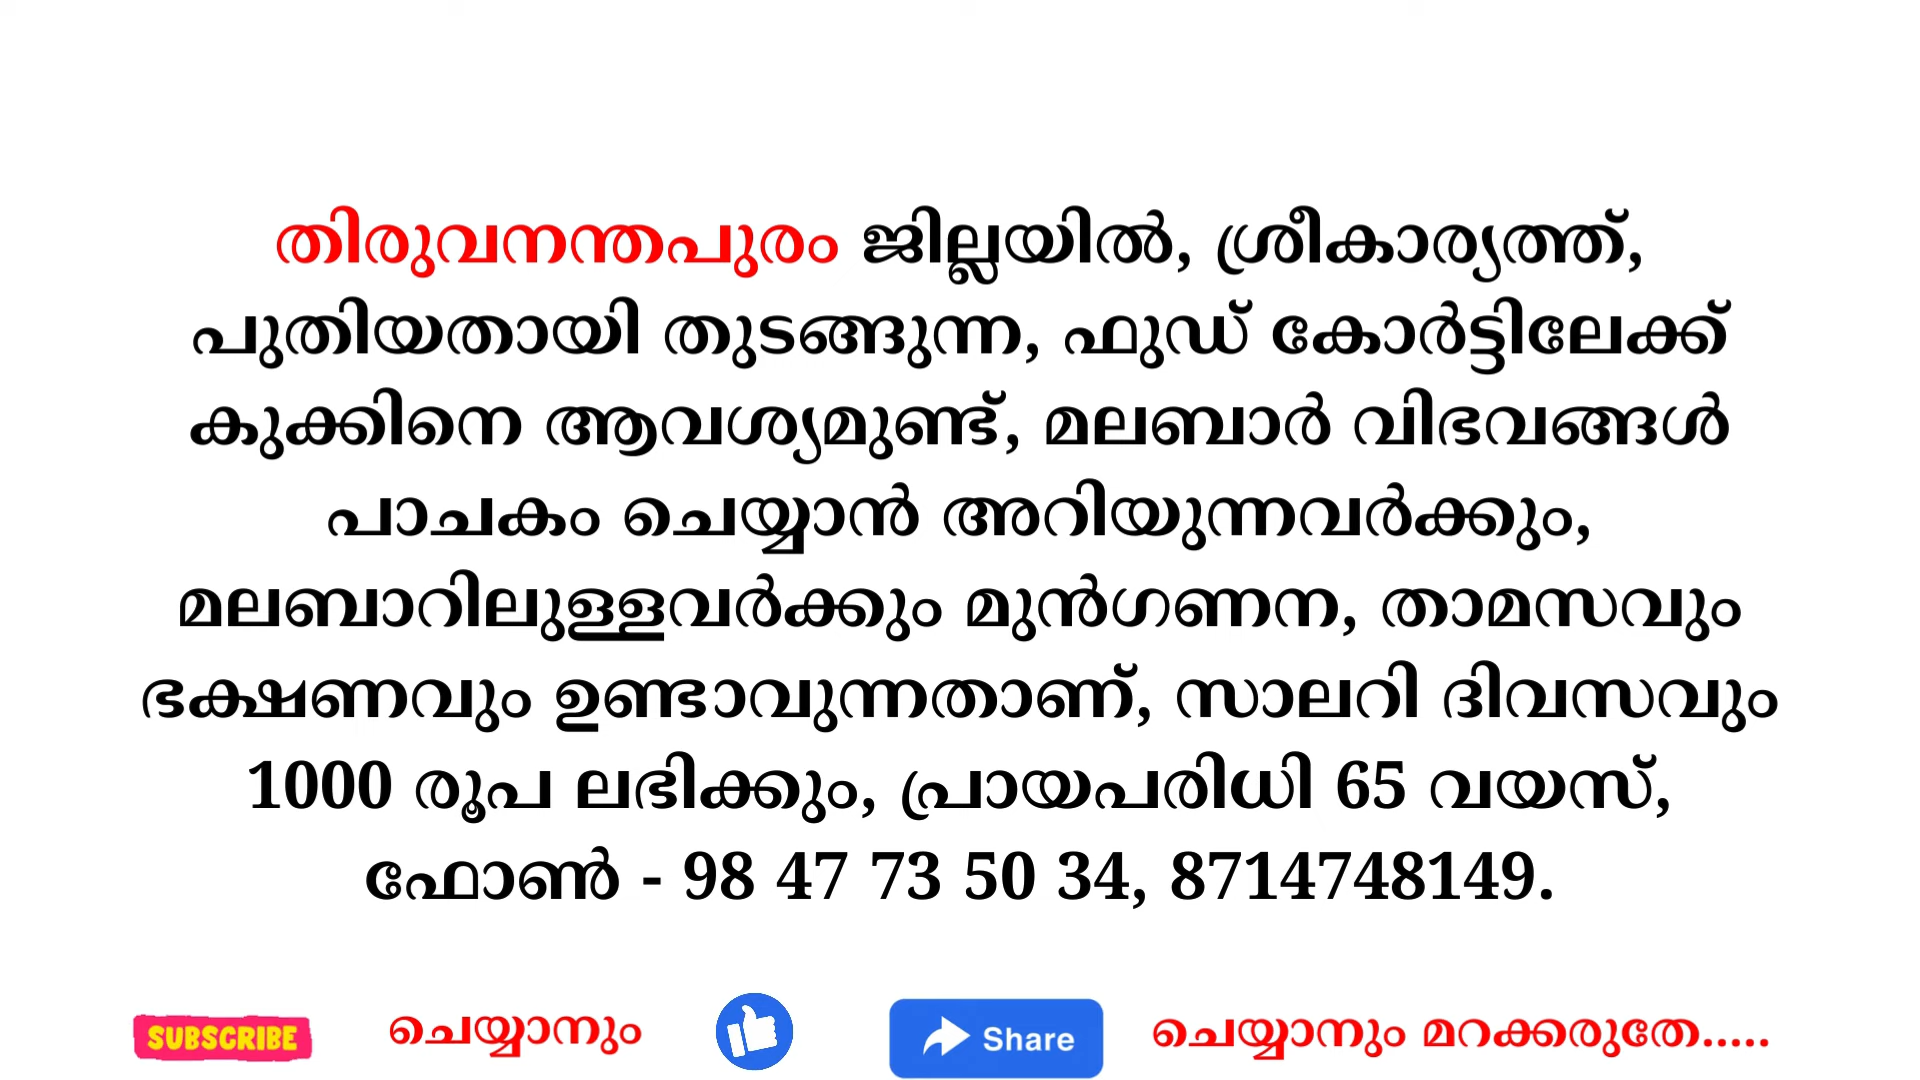 തിരുവനന്തപുരം ജില്ലയിൽ, ശ്രീകാര്യത്ത്,
പുതിയതായി തുടങ്ങുന്ന, ഫുഡ് കോർട്ടിലേക്ക്
കുക്കിനെ ആവശ്യമുണ്ട്, മലബാർ വിഭവങ്ങൾ
പാചകം ചെയ്യാൻ അറിയുന്നവർക്കും,
മലബാറിലുള്ളവർക്കും മുൻഗണന, താമസവും
ഭക്ഷണവും ഉണ്ടാവുന്നതാണ്, സാലറി ദിവസവും
1000 രൂപ ലഭിക്കും, പ്രായപരിധി 65 വയസ്,
ഫോൺ - 98 47 73 50 34, 8714748149.
SUBSCRIBE ചെയ്യാനും Share ചെയ്യാനും മറക്കരുതേ.....